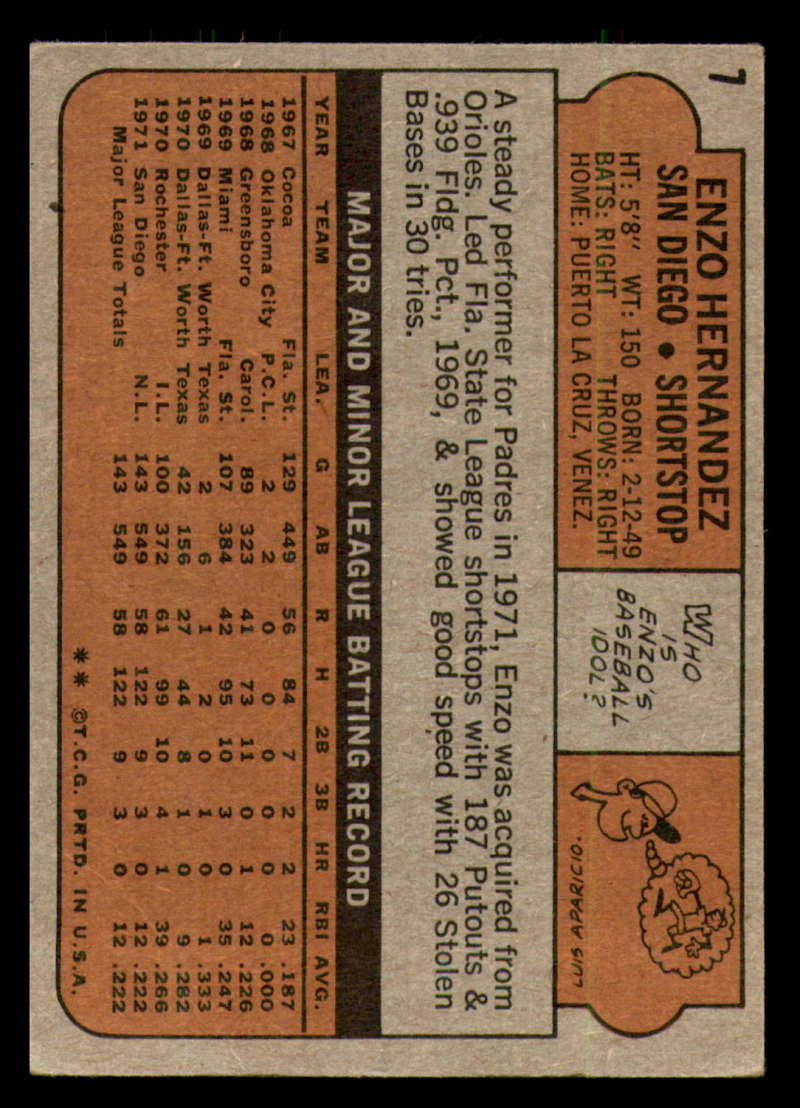 7
ENZO HERNANDEZ
SAN DIEGO • SHORTSTOP
HT: 5'8" WT: 150 BORN: 2-12-49
BATS: RIGHT THROWS: RIGHT
HOME: PUERTO LA CRUZ, VENEZ.
WHO
IS
ENZO'S
BASEBALL
IDOL?
LUIS APARICIO.
A steady performer for Padres in 1971, Enzo was acquired from
Orioles. Led Fla. State League shortstops with 187 Putouts &
.939 Fldg. Pct., 1969, & showed good speed with 26 Stolen
Bases in 30 tries.
MAJOR AND MINOR LEAGUE BATTING RECORD
YEAR TEAM LEA. G AB R H 2B 3B HR RBI AVG.
1967 Cocoa Fla. St. 129 449 56 84 7 2 2 23 .187
1968 Oklahoma City P.C.L. 2 2 0 0 0 0 0 0 .000
1968 Greensboro Carol. 89 323 41 73 11 0 1 12 .226
1969 Miami Fla. St. 107 384 42 95 10 3 0 35 .247
1969 Dallas-Ft. Worth Texas 2 6 1 2 0 1 0 1 .333
1970 Dallas-Ft. Worth Texas 42 156 27 44 8 1 0 9 .282
1970 Rochester I.L. 100 372 61 99 10 4 1 39 .266
1971 San Diego N.L. 143 549 58 122 9 3 0 12 .222
Major League Totals 143 549 58 122 9 3 0 12 .222
** ©T.C.G. PRTD. IN U.S.A.